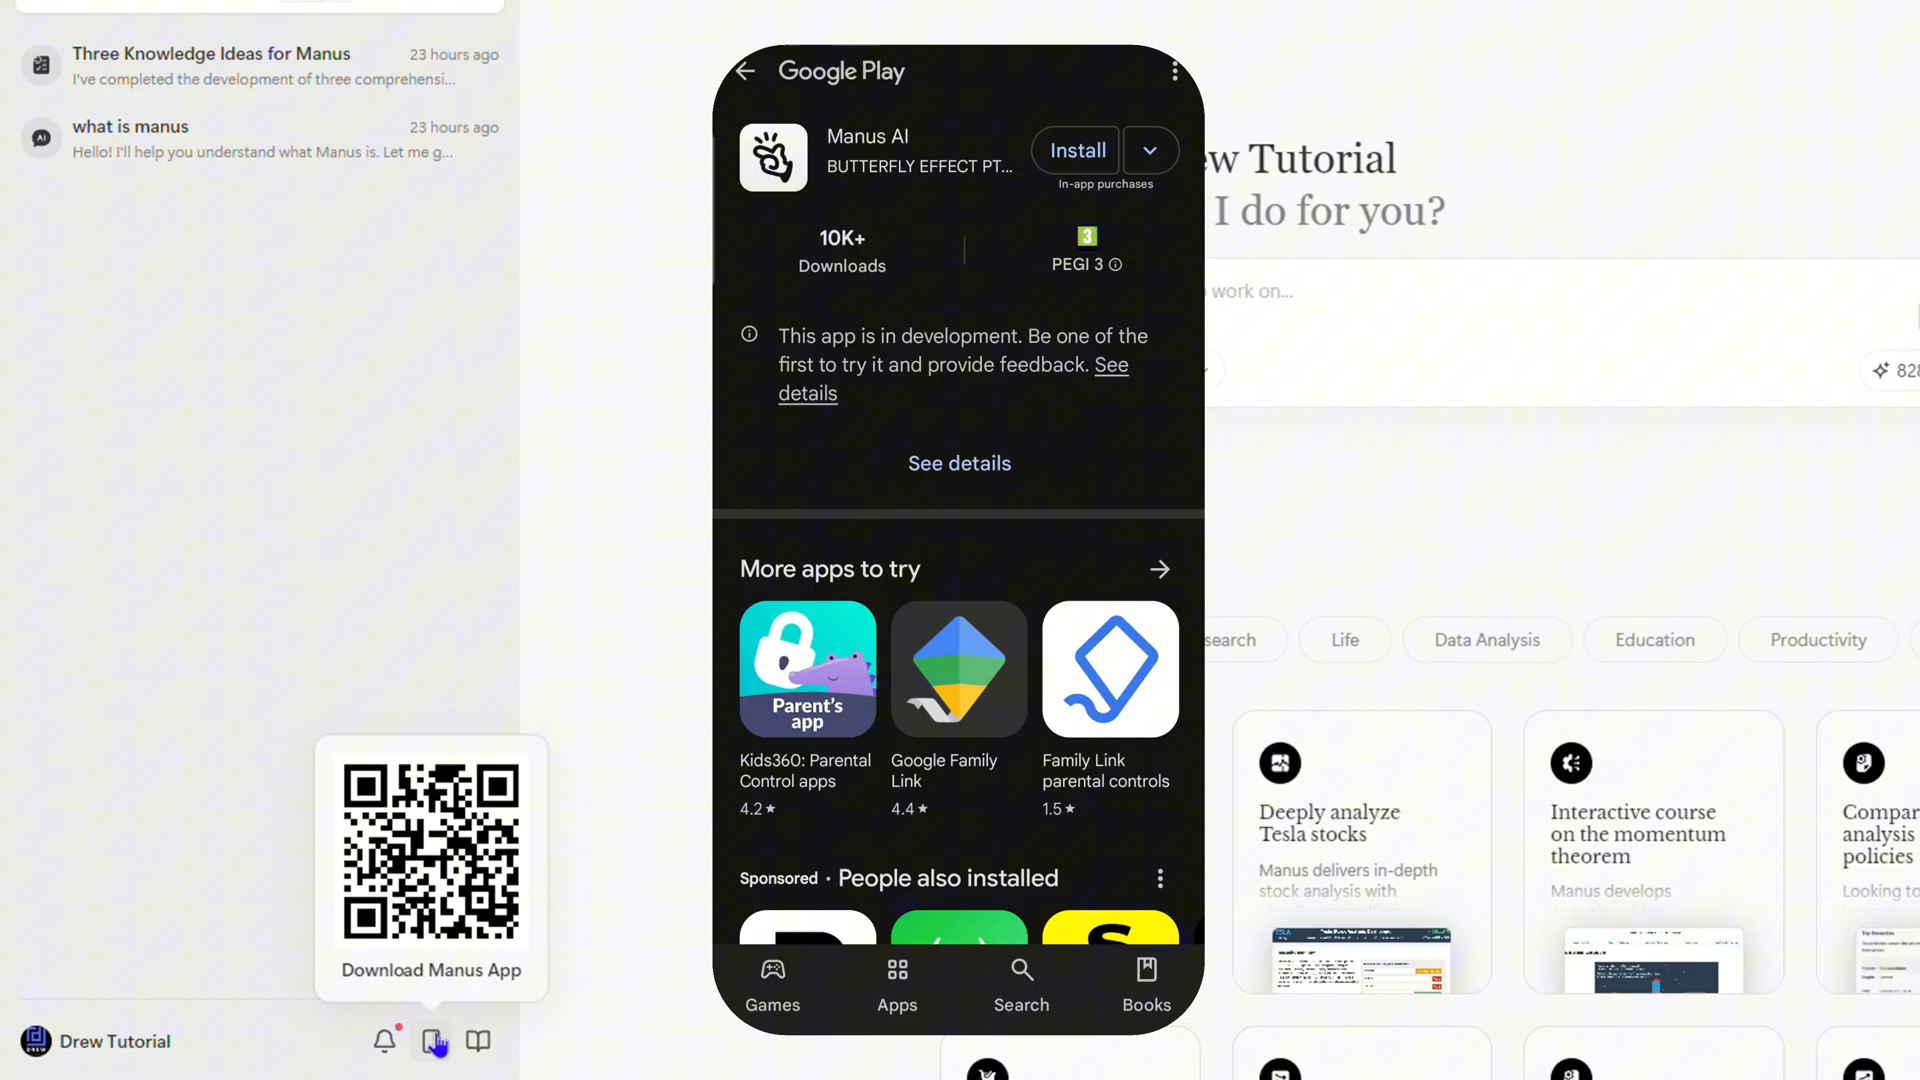 Three Knowledge Ideas for Manus
23 hours ago
I've completed the development of three comprehensi...
what is manus
23 hours ago
Hello! I'll help you understand what Manus is. Let me g...
Download Manus App
Drew Tutorial
Google Play
Manus AI
BUTTERFLY EFFECT PT...
Install
In-app purchases
10K+
Downloads
3
PEGI 3
This app is in development. Be one of the
first to try it and provide feedback. See
details
See details
More apps to try
Parent's
app
Kids360: Parental
Control apps
4.2★
Google Family
Link
4.4★
Family Link
parental controls
1.5★
Sponsored · People also installed
Games
Apps
Search
Books
ew Tutorial
I do for you?
work on...
828
search
Life
Data Analysis
Education
Productivity
Deeply analyze
Tesla stocks
Manus delivers in-depth
stock analysis with
Interactive course
on the momentum
theorem
Manus develops
Compar
analysis
policies
Looking to